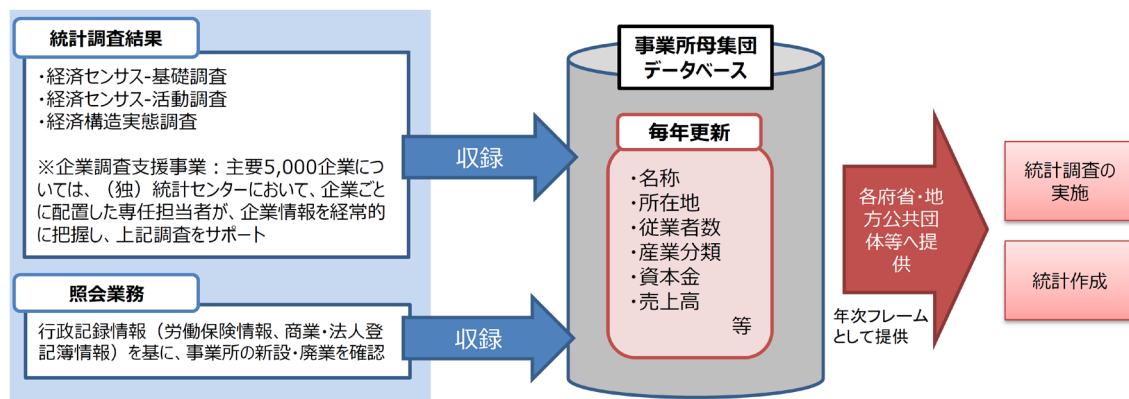 統計調査結果
・経済センサス-基礎調査
・経済センサス-活動調査
・経済構造実態調査
※企業調査支援事業：主要5,000企業につ
いては、（独）統計センターにおいて、企業ごと
に配置した専任担当者が、企業情報を経常的
に把握し、上記調査をサポート
収録
照会業務
行政記録情報（労働保険情報、商業・法人登
記簿情報）を基に、事業所の新設・廃業を確認
収録
事業所母集団
データベース
毎年更新
・名称
・所在地
・従業者数
・産業分類
・資本金
・売上高
等
各府省・地
方公共団
体等へ提
供
年次フレーム
として提供
統計調査の
実施
統計作成